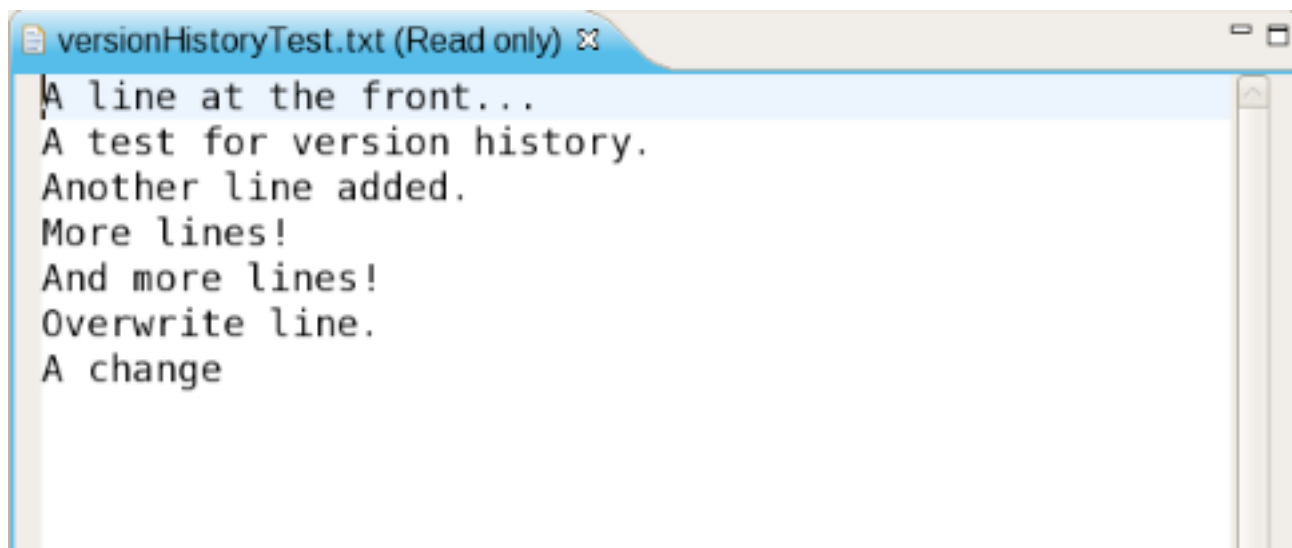 versionHistoryTest.txt (Read only)
A line at the front...
A test for version history.
Another line added.
More lines!
And more lines!
Overwrite line.
A change